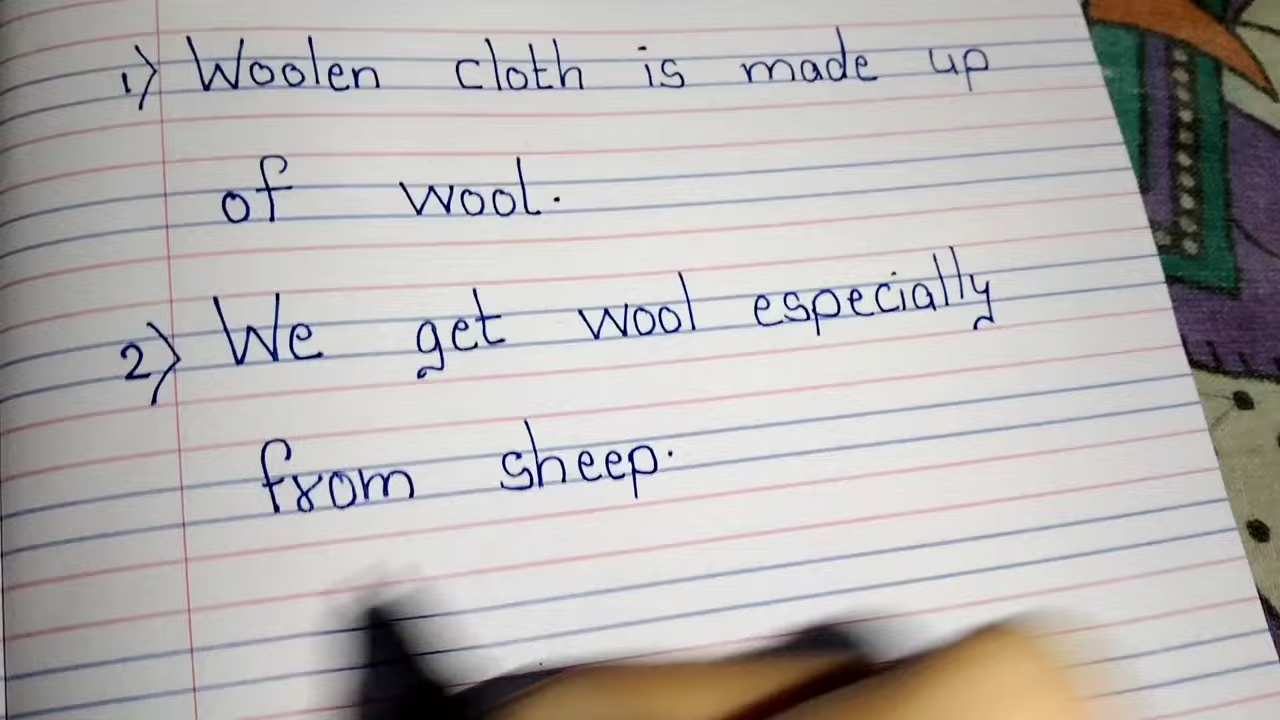 1) Woolen cloth is made up
of wool.
2) We get wool especially
from sheep.